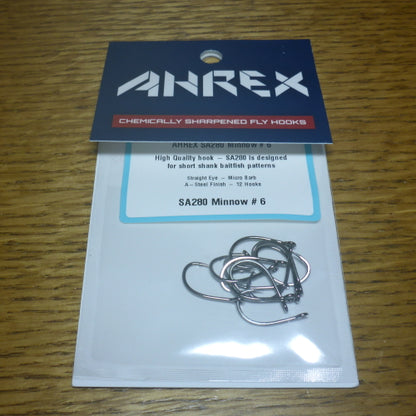 AHREX
CHEMICALLY SHARPENED FLY HOOKS
AHREX SA280 Minnow # 6
High Quality hook – SA280 is designed
for short shank baitfish patterns
Straight Eye – Micro Barb
A–Steel Finish – 12 Hooks
SA280 Minnow # 6